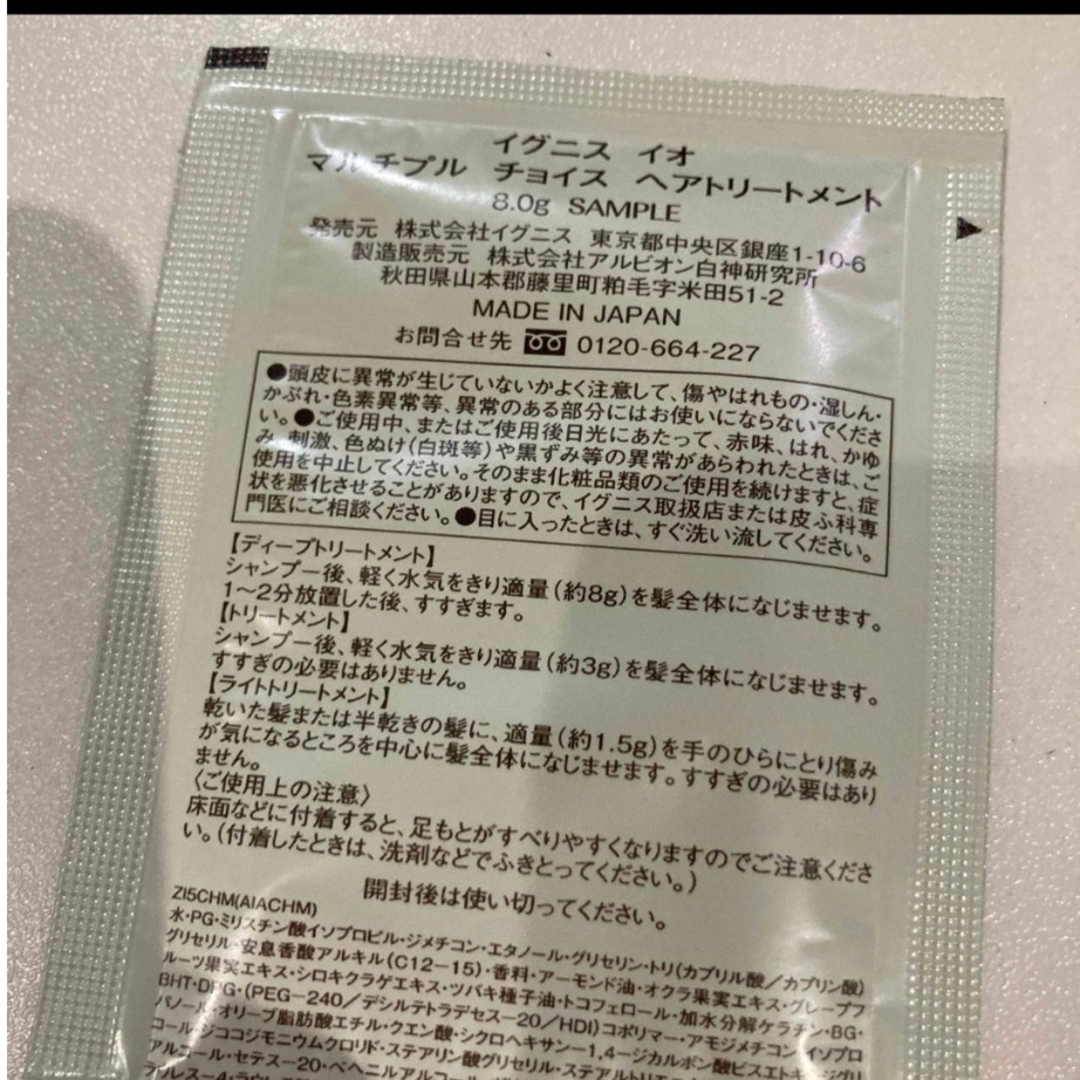 イグニス イオ
マルチプル チョイス ヘアトリートメント
8.0g SAMPLE
発売元 株式会社イグニス 東京都中央区銀座1-10-6
製造販売元 株式会社アルビオン白神研究所
秋田県山本郡藤里町粕毛字米田51-2
MADE IN JAPAN
お問合せ先 0120-664-227
●頭皮に異常が生じていないかよく注意して、傷やはれもの・湿しん・
かぶれ・色素異常等、異常のある部分にはお使いにならないでくださ
い。●ご使用中、またはご使用後日光にあたって、赤味、はれ、かゆ
み、刺激、色ぬけ(白斑等)や黒ずみ等の異常があらわれたときは、ご
使用を中止してください。そのまま化粧品類のご使用を続けますと、症
状を悪化させることがありますので、イグニス取扱店または皮ふ科専
門医にご相談ください。●目に入ったときは、すぐ洗い流してください。
【ディープトリートメント】
シャンプー後、軽く水気をきり適量(約8g)を髪全体になじませます。
1〜2分放置した後、すすぎます。
【トリートメント】
シャンプー後、軽く水気をきり適量(約3g)を髪全体になじませます。
すすぎの必要はありません。
【ライトトリートメント】
乾いた髪または半乾きの髪に、適量(約1.5g)を手のひらにとり傷み
が気になるところを中心に髪全体になじませます。すすぎの必要はあり
ません。
〈ご使用上の注意〉
床面などに付着すると、足もとがすべりやすくなりますのでご注意くださ
い。(付着したときは、洗剤などでふきとってください。)
開封後は使い切ってください。
ZI5CHM(AIACHM)
水・PG・ミリスチン酸イソプロピル・ジメチコン・エタノール・グリセリン・トリ(カプリル酸/カプリン酸)
グリセリル・安息香酸アルキル(C12-15)・香料・アーモンド油・オクラ果実エキス・グレープフ
ルーツ果実エキス・シロキクラゲエキス・ツバキ種子油・トコフェロール・加水分解ケラチン・BG・
BHT・DPG・(PEG-240/デシルテトラデセス-20/HDI)コポリマー・アモジメチコン・イソプロ
パノール・オリーブ脂肪酸エチル・クエン酸・シクロヘキサン-1,4-ジカルボン酸ビスエトキシジグリ
コール・ジココジモニウムクロリド・ステアリン酸グリセリル・ステアルトリモ
アルコール・セテス-20・ベヘニルアルコール